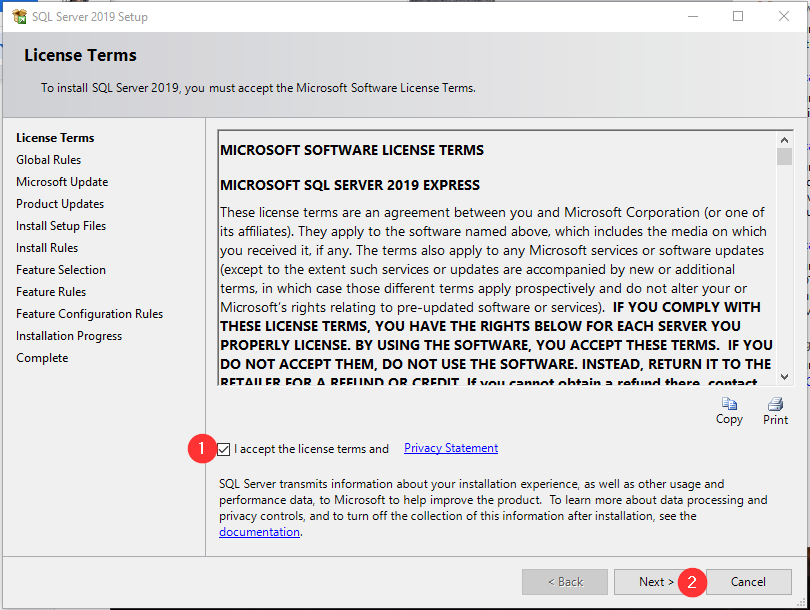 SQL Server 2019 Setup
License Terms
To install SQL Server 2019, you must accept the Microsoft Software License Terms.
License Terms
Global Rules
Microsoft Update
Product Updates
Install Setup Files
Install Rules
Feature Selection
Feature Rules
Feature Configuration Rules
Installation Progress
Complete
MICROSOFT SOFTWARE LICENSE TERMS
MICROSOFT SQL SERVER 2019 EXPRESS
These license terms are an agreement between you and Microsoft Corporation (or one of
its affiliates). They apply to the software named above, which includes the media on which
you received it, if any. The terms also apply to any Microsoft services or software updates
(except to the extent such services or updates are accompanied by new or additional
terms, in which case those different terms apply prospectively and do not alter your or
Microsoft's rights relating to pre-updated software or services). IF YOU COMPLY WITH
THESE LICENSE TERMS, YOU HAVE THE RIGHTS BELOW FOR EACH SERVER YOU
PROPERLY LICENSE. BY USING THE SOFTWARE, YOU ACCEPT THESE TERMS. IF YOU
DO NOT ACCEPT THEM, DO NOT USE THE SOFTWARE. INSTEAD, RETURN IT TO THE
RETAILER FOR A REFUND OR CREDIT. If you cannot obtain a refund there, contact
Copy
Print
1
I accept the license terms and Privacy Statement
SQL Server transmits information about your installation experience, as well as other usage and
performance data, to Microsoft to help improve the product. To learn more about data processing and
privacy controls, and to turn off the collection of this information after installation, see the
documentation.
< Back
Next >
2
Cancel